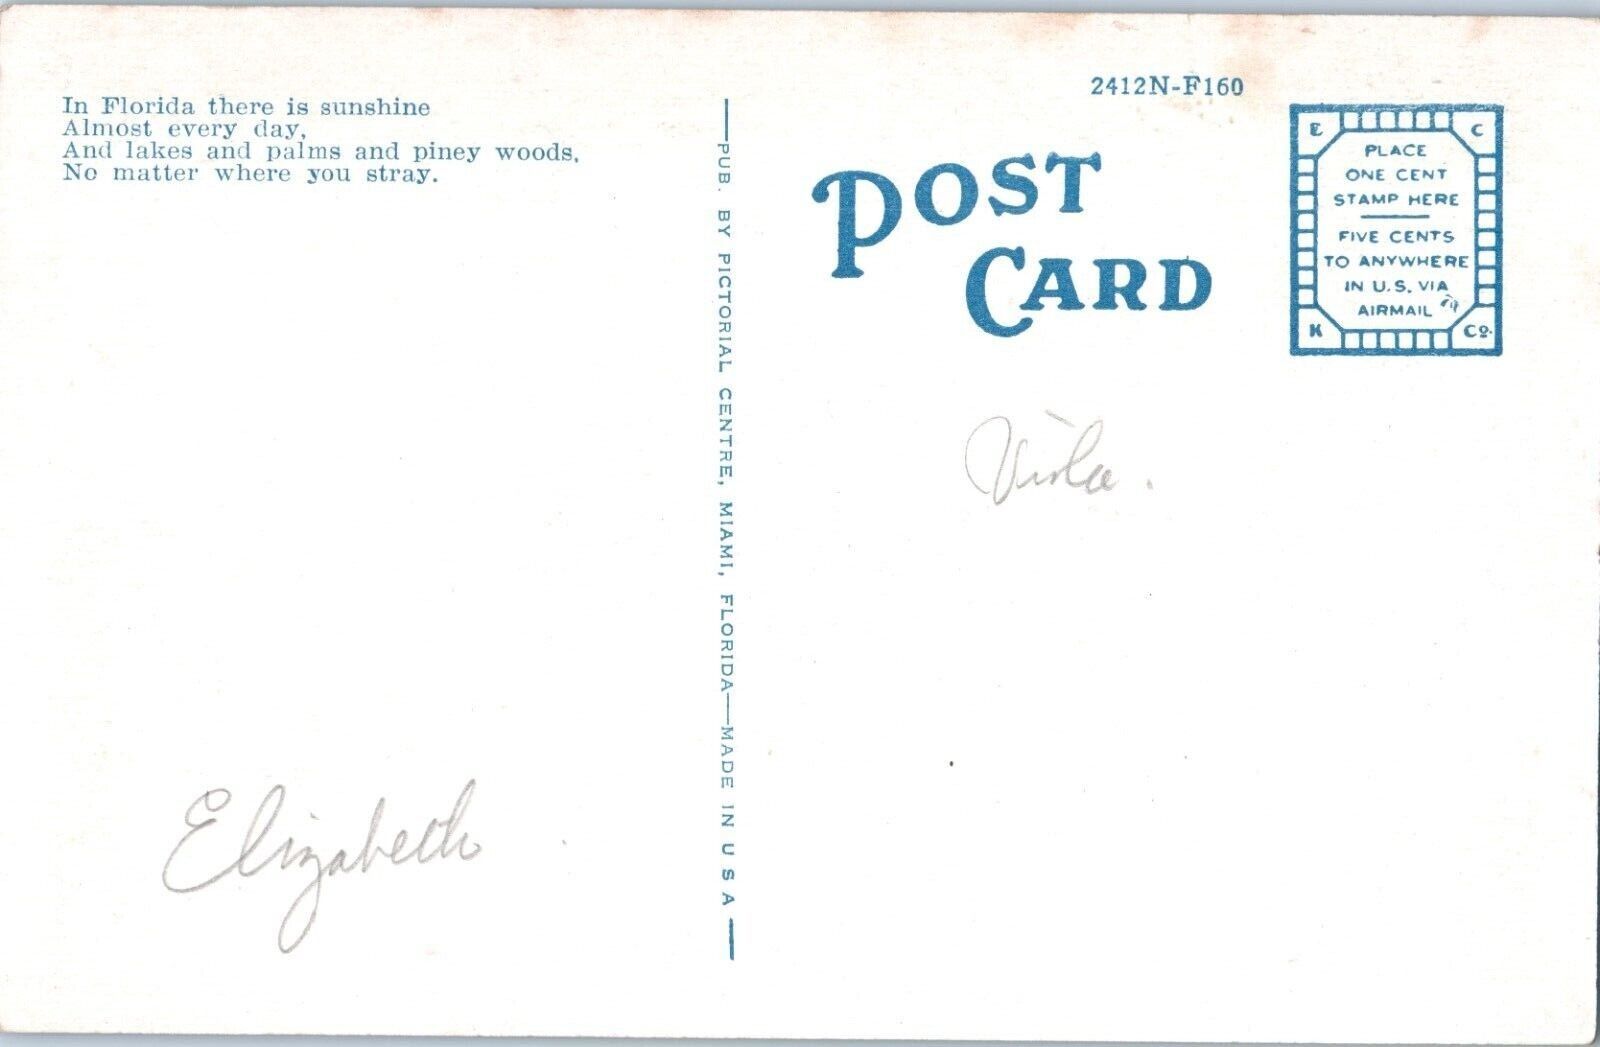 In Florida there is sunshine
Almost every day,
And lakes and palms and piney woods,
No matter where you stray.
Elizabeth
PUB. BY PICTORIAL CENTRE, MIAMI, FLORIDA—MADE IN U S A
2412N-F160
POST
CARD
E C
PLACE
ONE CENT
STAMP HERE
FIVE CENTS
TO ANYWHERE
IN U.S. VIA
AIRMAIL
K Co.
Viola.